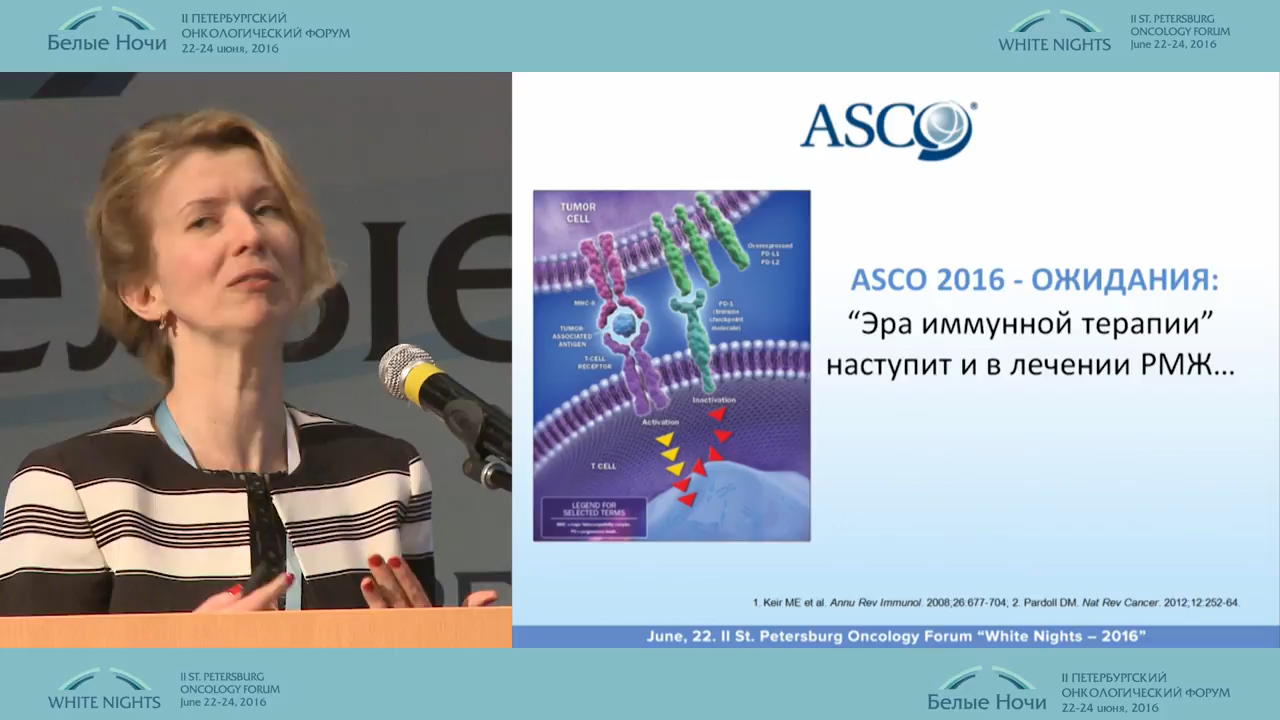 Белые Ночи
II ПЕТЕРБУРГСКИЙ
ОНКОЛОГИЧЕСКИЙ ФОРУМ
22-24 июня, 2016
WHITE NIGHTS
II ST. PETERSBURG
ONCOLOGY FORUM
June 22-24, 2016
ASCO®
TUMOR
CELL
Overexpressed
PD-L1
PD-L2
MHC-II
PD-1
(immune
checkpoint
molecule)
TUMOR-
ASSOCIATED
ANTIGEN
T-CELL
RECEPTOR
Inactivation
Activation
T CELL
LEGEND FOR
SELECTED TERMS
ASCO 2016 - ОЖИДАНИЯ:
“Эра иммунной терапии”
наступит и в лечении РМЖ...
1. Keir ME et al. Annu Rev Immunol. 2008;26:677-704; 2. Pardoll DM. Nat Rev Cancer. 2012;12:252-64.
June, 22. II St. Petersburg Oncology Forum “White Nights – 2016”
WHITE NIGHTS
II ST. PETERSBURG
ONCOLOGY FORUM
June 22-24, 2016
Белые Ночи
II ПЕТЕРБУРГСКИЙ
ОНКОЛОГИЧЕСКИЙ ФОРУМ
22-24 июня, 2016